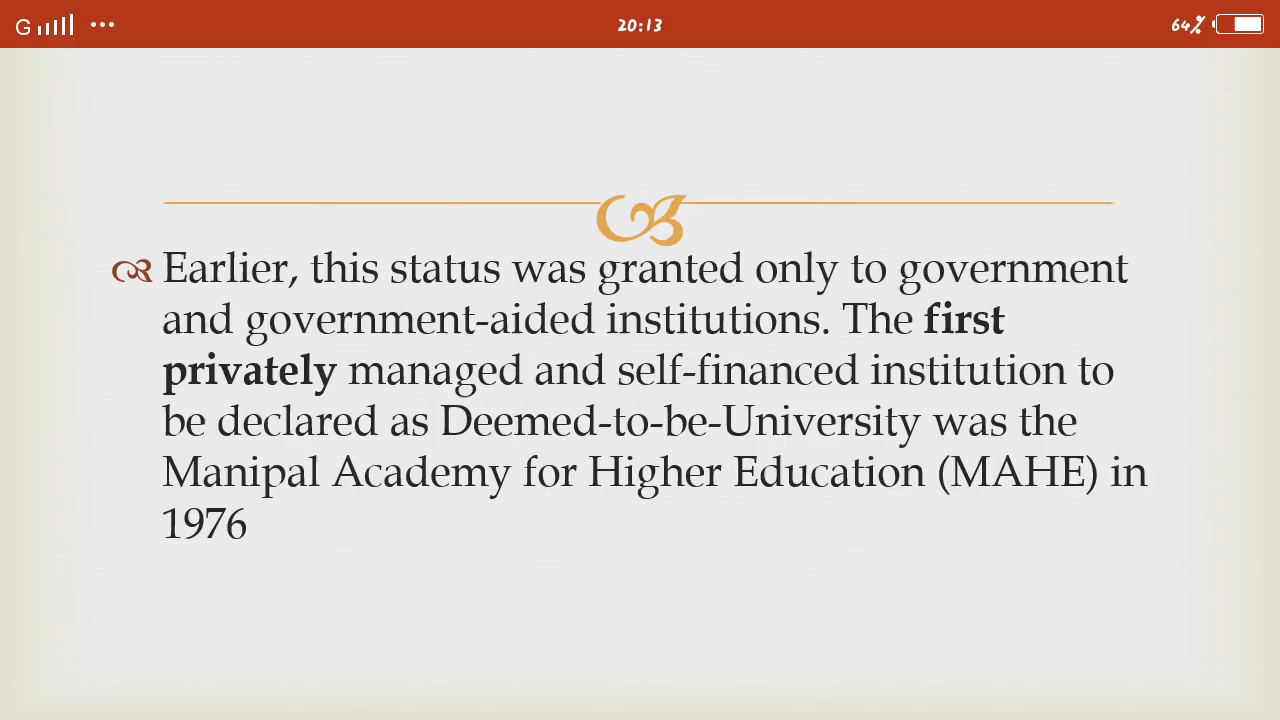 G 20:13 64%
Earlier, this status was granted only to government
and government-aided institutions. The first
privately managed and self-financed institution to
be declared as Deemed-to-be-University was the
Manipal Academy for Higher Education (MAHE) in
1976